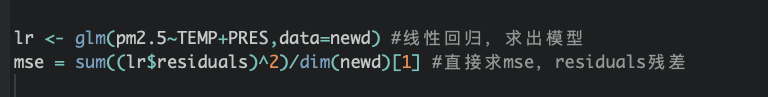 lr <- glm(pm2.5~TEMP+PRES,data=newd) #线性回归，求出模型
mse = sum((lr$residuals)^2)/dim(newd)[1] #直接求mse，residuals残差